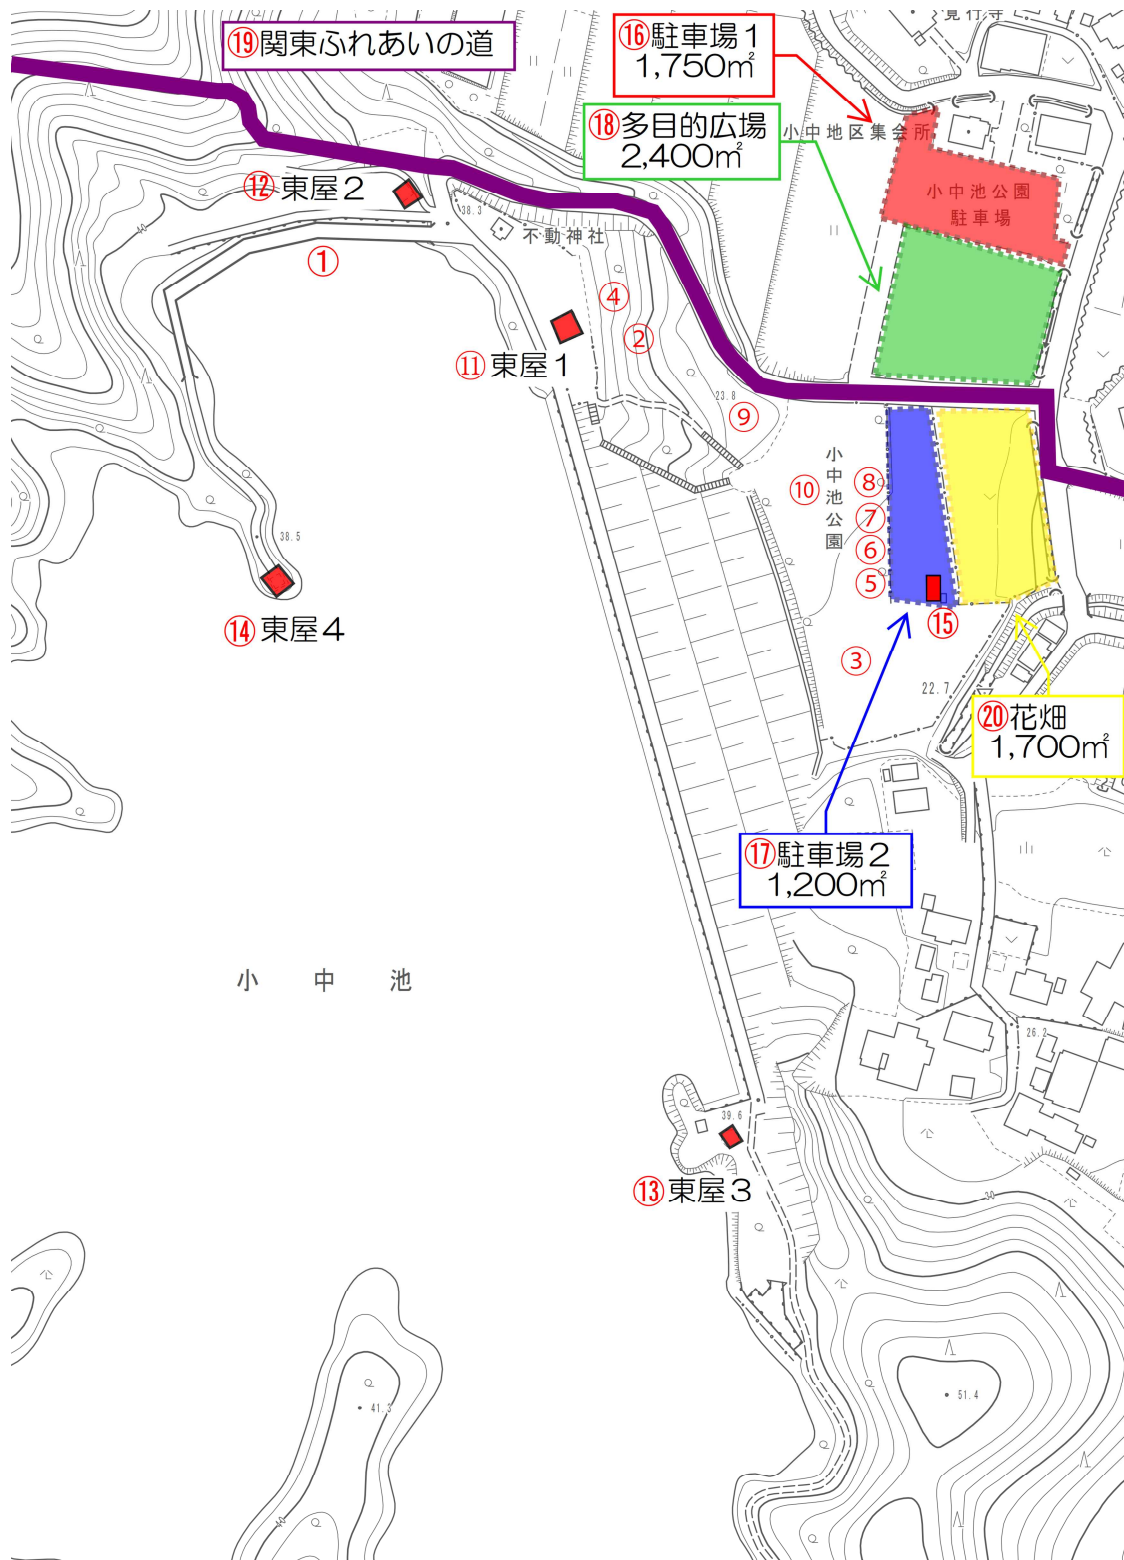 覚行寺
⑲関東ふれあいの道
⑯駐車場1
1,750㎡
⑱多目的広場
2,400㎡
小中地区集会所
小中池公園
駐車場
⑫東屋2
38.3
不動神社
①
④
②
⑪東屋1
23.8
⑨
小中池公園
⑩
⑧
⑦
⑥
⑤
38.5
⑭東屋4
⑮
③
22.7
⑳花畑
1,700㎡
⑰駐車場2
1,200㎡
小中池
26.2
39.6
⑬東屋3
30
51.4
41.3